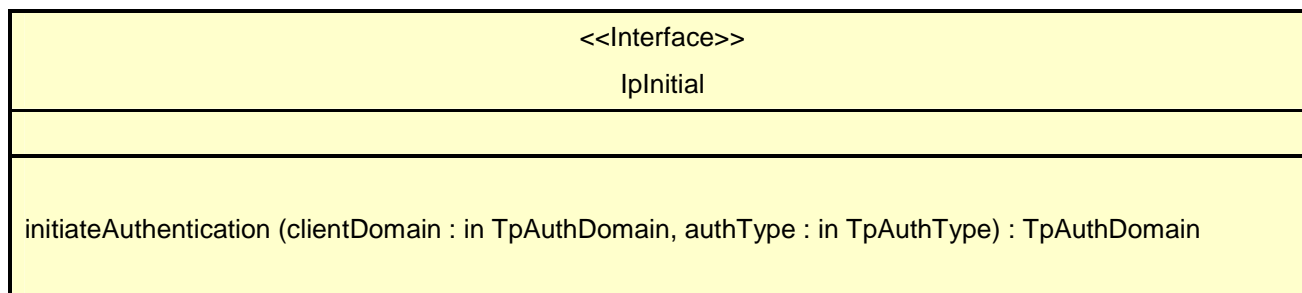 <<Interface>>
IpInitial
initiateAuthentication (clientDomain : in TpAuthDomain, authType : in TpAuthType) : TpAuthDomain